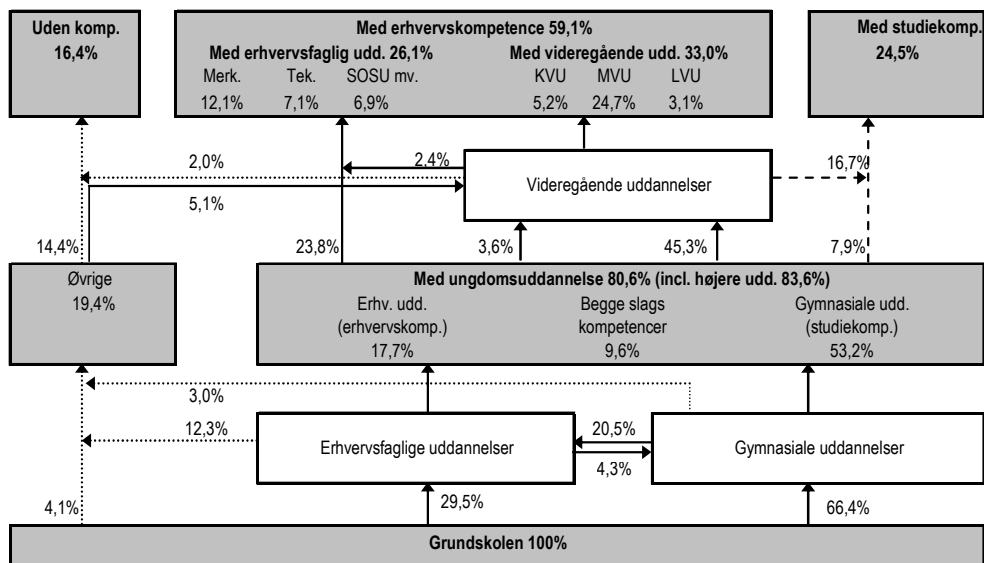 Uden komp.
16,4%
Med erhvervskompetence 59,1%
Med erhvervsfaglig udd. 26,1%
Med videregående udd. 33,0%
Merk.
Tek.
SOSU mv.
KVU
MVU
LVU
12,1%
7,1%
6,9%
5,2%
24,7%
3,1%
Med studiekomp.
24,5%
2,0%
2,4%
16,7%
Videregående uddannelser
5,1%
14,4%
23,8%
3,6%
45,3%
7,9%
Øvrige
19,4%
Med ungdomsuddannelse 80,6% (incl. højere udd. 83,6%)
Erhv. udd.
(erhvervskomp.)
17,7%
Begge slags
kompetencer
9,6%
Gymnasiale udd.
(studiekomp.)
53,2%
3,0%
12,3%
Erhvervsfaglige uddannelser
20,5%
4,3%
Gymnasiale uddannelser
4,1%
29,5%
66,4%
Grundskolen 100%